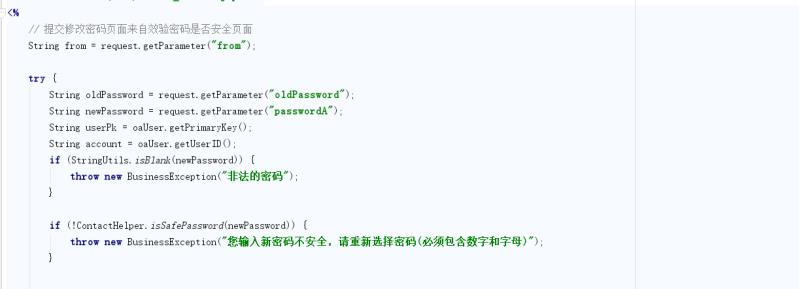 <%
// 提交修改密码页面来自效验密码是否安全页面
String from = request.getParameter("from");
try {
String oldPassword = request.getParameter("oldPassword");
String newPassword = request.getParameter("passwordA");
String userPk = oaUser.getPrimaryKey();
String account = oaUser.getUserID();
if (StringUtils.isBlank(newPassword)) {
throw new BusinessException("非法的密码");
}
if (!ContactHelper.isSafePassword(newPassword)) {
throw new BusinessException("您输入新密码不安全，请重新选择密码(必须包含数字和字母)");
}